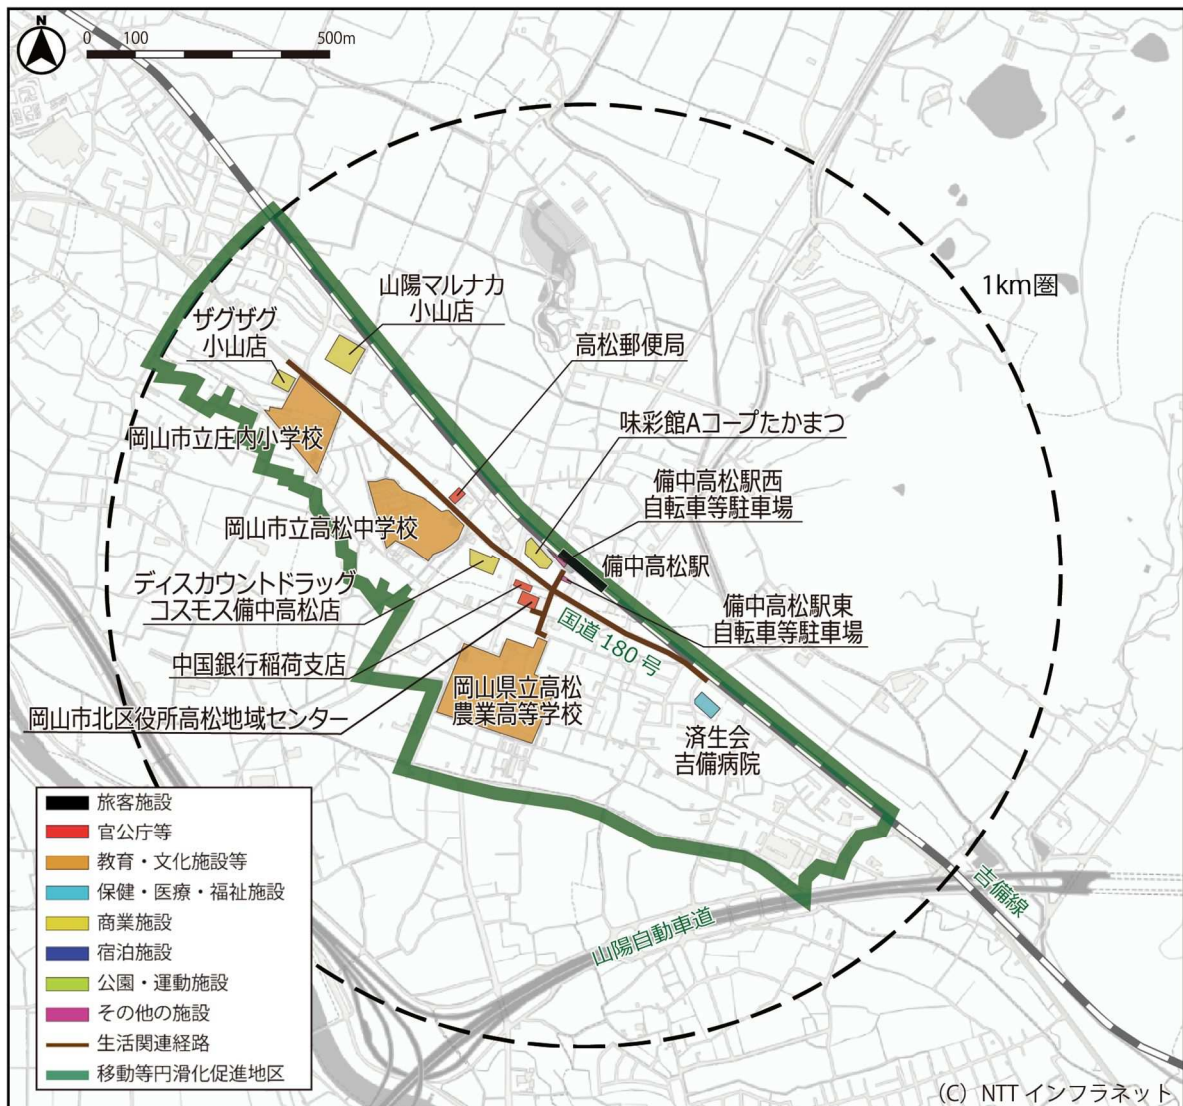 N
0 100 500m
1km圏
山陽マルナカ
小山店
ザグザグ
小山店
高松郵便局
味彩館Aコープたかまつ
岡山市立庄内小学校
備中高松駅西
自転車等駐車場
岡山市立高松中学校
備中高松駅
ディスカウントドラッグ
コスモス備中高松店
備中高松駅東
自転車等駐車場
国道180号
中国銀行稲荷支店
岡山県立高松
農業高等学校
岡山市北区役所高松地域センター
済生会
吉備病院
旅客施設
官公庁等
教育・文化施設等
保健・医療・福祉施設
商業施設
宿泊施設
公園・運動施設
その他の施設
生活関連経路
移動等円滑化促進地区
吉備線
山陽自動車道
(C) NTTインフラネット